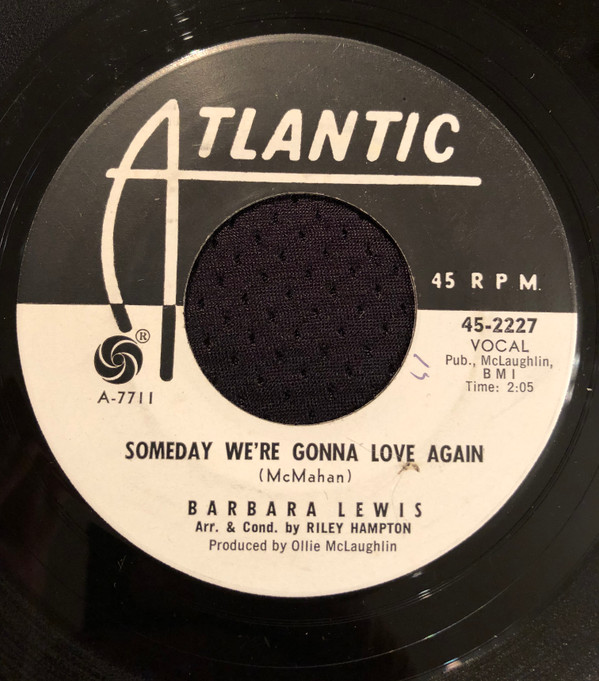 ATLANTIC
45 R P M.
®
45-2227
VOCAL
Pub., McLaughlin,
B M I
Time: 2:05
A-7711
SOMEDAY WE'RE GONNA LOVE AGAIN
(McMahan)
BARBARA LEWIS
Arr. & Cond. by RILEY HAMPTON
Produced by Ollie McLaughlin